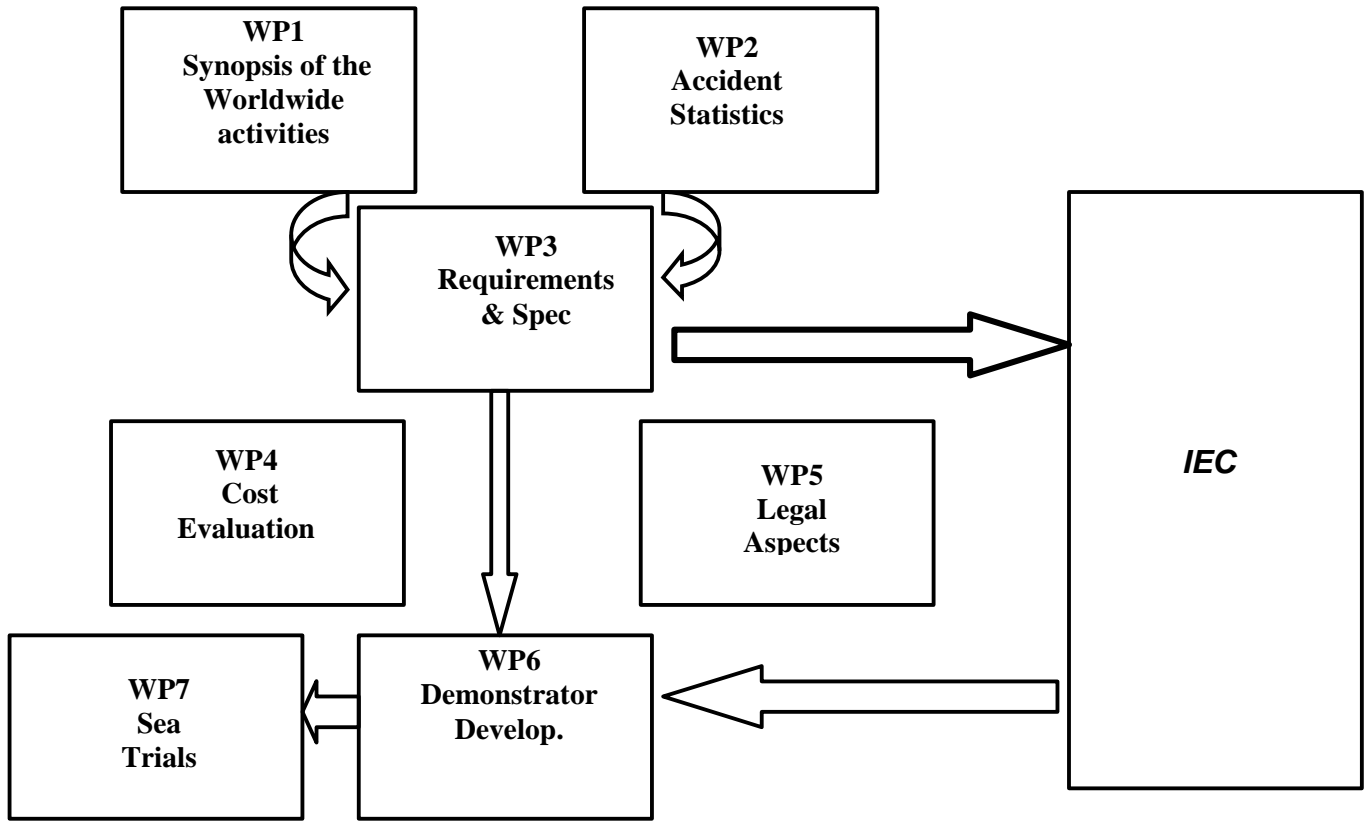 WP1
Synopsis of the
Worldwide
activities
WP2
Accident
Statistics
WP3
Requirements
& Spec
IEC
WP4
Cost
Evaluation
WP5
Legal
Aspects
WP6
Demonstrator
Develop.
WP7
Sea
Trials